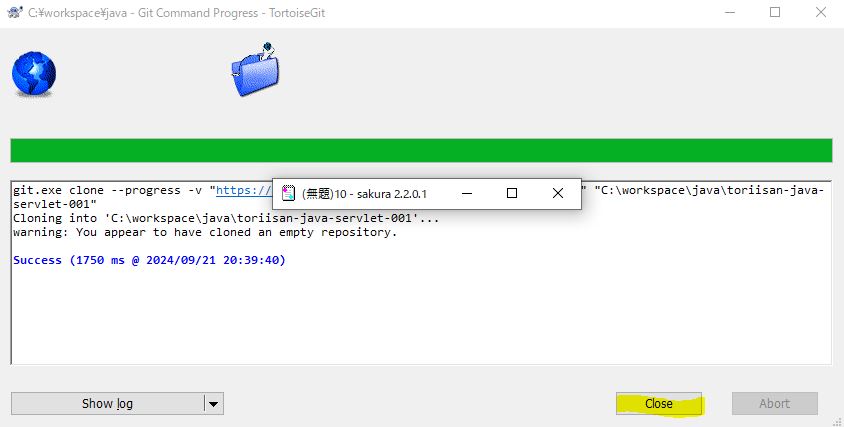 C:¥workspace¥java - Git Command Progress - TortoiseGit
git.exe clone --progress -v "https://
(無題)10 - sakura 2.2.0.1
" "C:\workspace\java\toriisan-java-
servlet-001"
Cloning into 'C:\workspace\java\toriisan-java-servlet-001'...
warning: You appear to have cloned an empty repository.
Success (1750 ms @ 2024/09/21 20:39:40)
Show log
Close
Abort